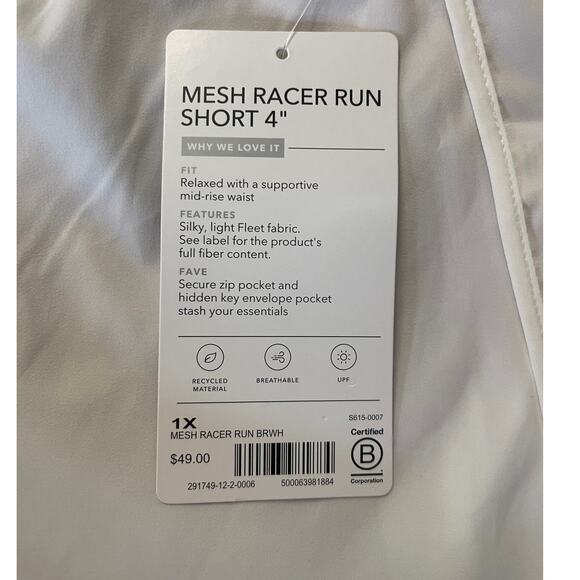 MESH RACER RUN
SHORT 4"
WHY WE LOVE IT
FIT
Relaxed with a supportive
mid-rise waist
FEATURES
Silky, light Fleet fabric.
See label for the product's
full fiber content.
FAVE
Secure zip pocket and
hidden key envelope pocket
stash your essentials
RECYCLED
MATERIAL
BREATHABLE
UPF
1X
S615-0007
MESH RACER RUN BRWH
$49.00
291749-12-2-0006
500063981884
Certified
B
Corporation